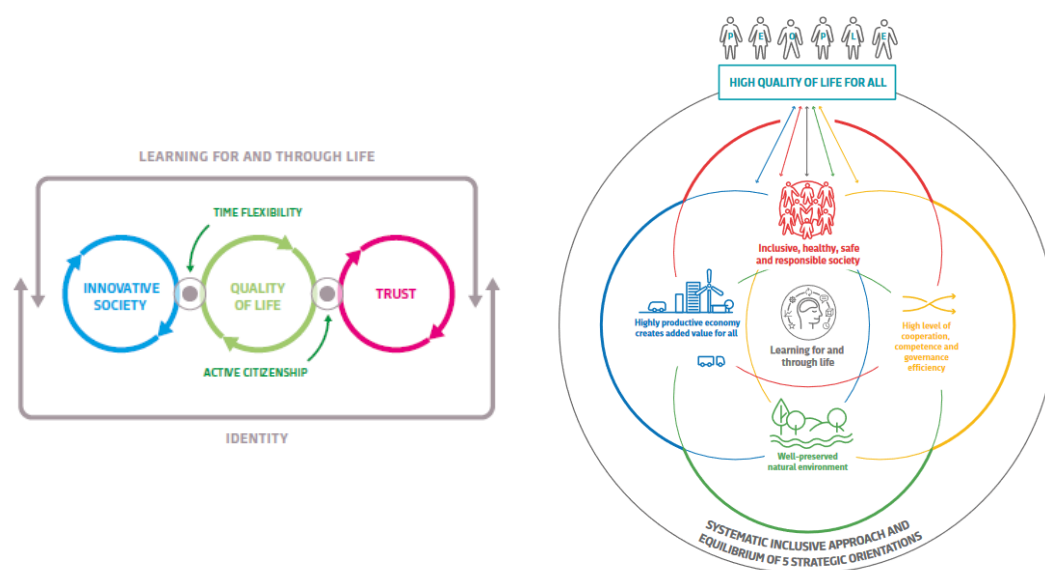 LEARNING FOR AND THROUGH LIFE
TIME FLEXIBILITY
INNOVATIVE
SOCIETY
QUALITY
OF LIFE
TRUST
ACTIVE CITIZENSHIP
IDENTITY
PEOPLE
HIGH QUALITY OF LIFE FOR ALL
Inclusive, healthy, safe
and responsible society
Highly productive economy
creates added value for all
Learning for and
through life
High level of
cooperation,
competence and
governance
efficiency
Well-preserved
natural environment
SYSTEMATIC INCLUSIVE APPROACH AND
EQUILIBRIUM OF 5 STRATEGIC ORIENTATIONS